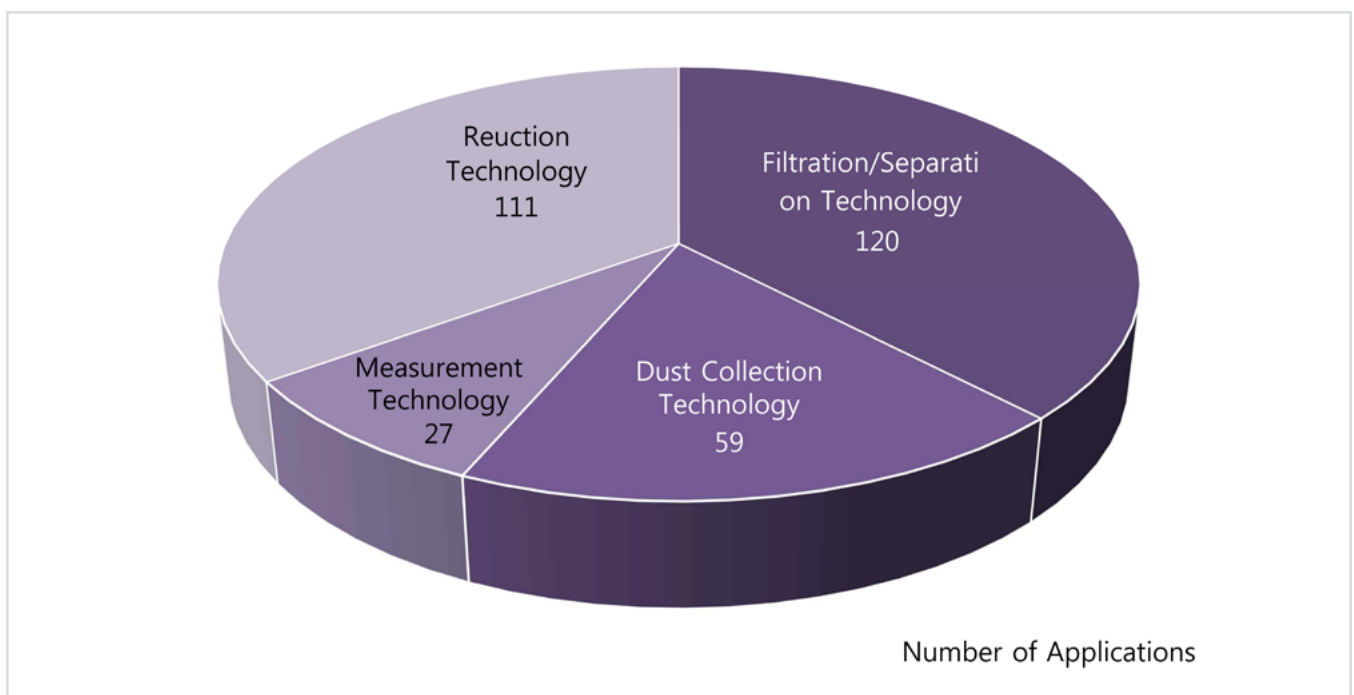 Reuction
Technology
111
Filtration/Separati
on Technology
120
Measurement
Technology
27
Dust Collection
Technology
59
Number of Applications